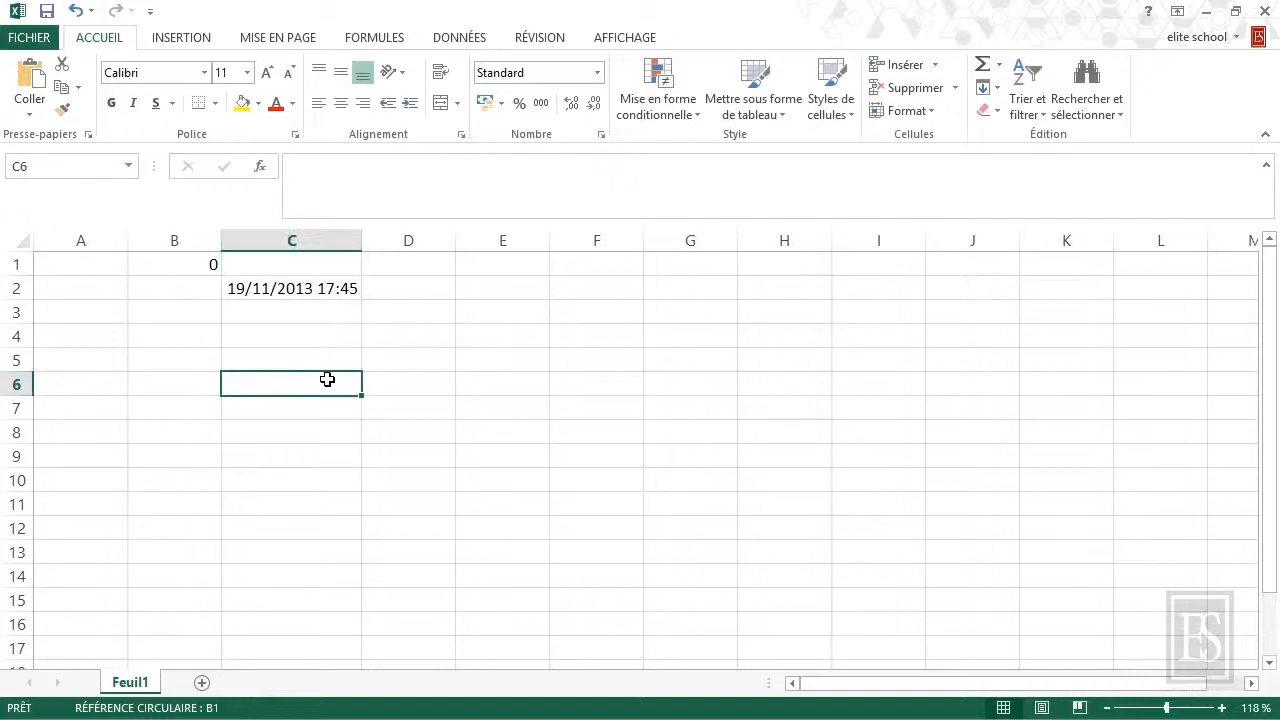 ?
FICHIER ACCUEIL INSERTION MISE EN PAGE FORMULES DONNÉES RÉVISION AFFICHAGE elite school ES
Coller
Presse-papiers
Calibri 11
G I S A
Police
Alignement
Standard
% 000
Nombre
Mise en forme conditionnelle
Mettre sous forme de tableau
Styles de cellules
Style
Insérer
Supprimer
Format
Cellules
Σ
Trier et filtrer
Rechercher et sélectionner
Édition
C6 fx
A B C D E F G H I J K L M
1 0
2 19/11/2013 17:45
3
4
5
6
7
8
9
10
11
12
13
14
15
16
17
ES
Feuil1
PRÊT RÉFÉRENCE CIRCULAIRE : B1 118 %